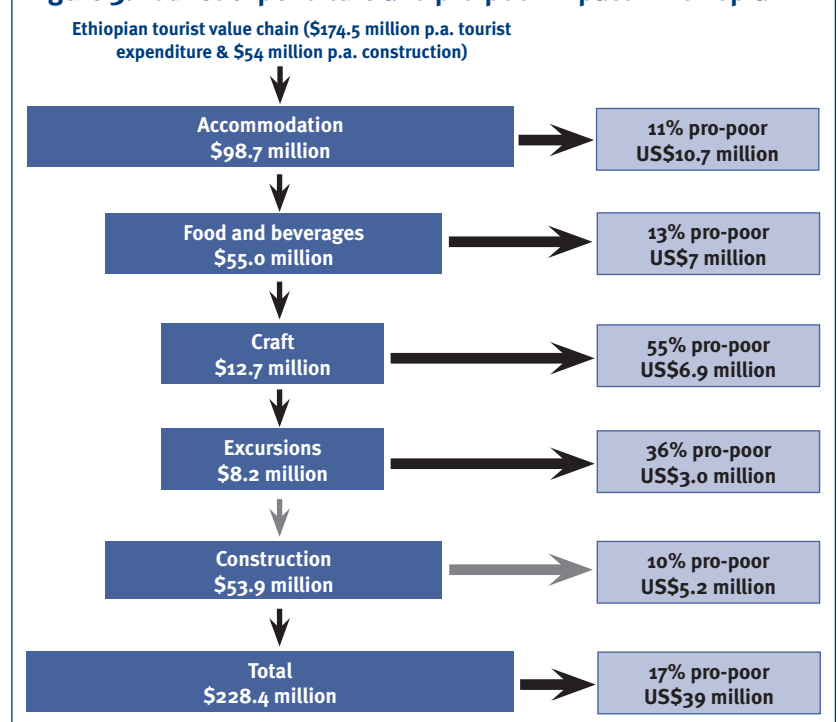 Ethiopian tourist value chain ($174.5 million p.a. tourist
expenditure & $54 million p.a. construction)
Accommodation
$98.7 million
11% pro-poor
US$10.7 million
Food and beverages
$55.0 million
13% pro-poor
US$7 million
Craft
$12.7 million
55% pro-poor
US$6.9 million
Excursions
$8.2 million
36% pro-poor
US$3.0 million
Construction
$53.9 million
10% pro-poor
US$5.2 million
Total
$228.4 million
17% pro-poor
US$39 million